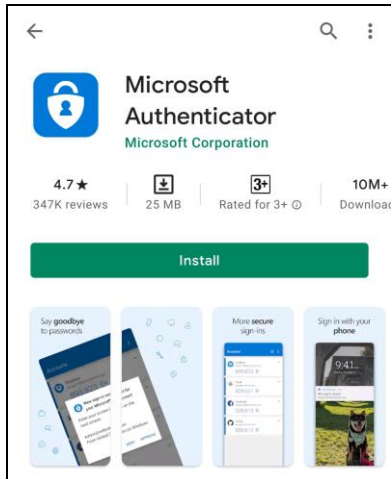 Microsoft
Authenticator
Microsoft Corporation
4.7★
347K reviews
25 MB
3+
Rated for 3+
10M+
Downloa
Install
Say goodbye
to passwords
More secure
sign-ins
Sign in with your
phone
9:41